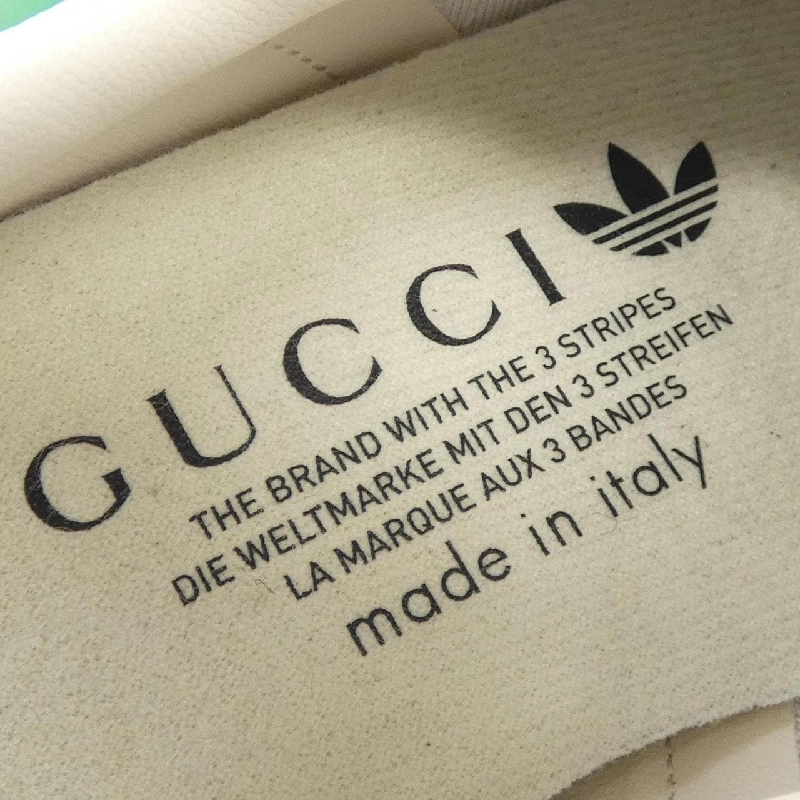 GUCCI
THE BRAND WITH THE 3 STRIPES
DIE WELTMARKE MIT DEN 3 STREIFEN
LA MARQUE AUX 3 BANDES
made in italy